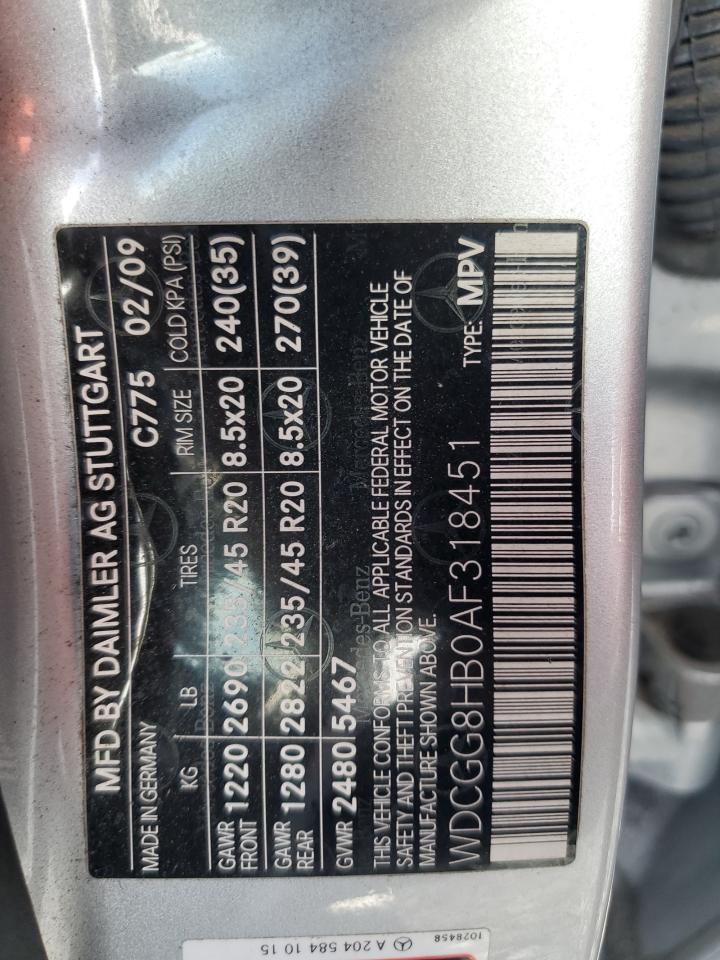 MFD BY DAIMLER AG STUTTGART
MADE IN GERMANY C775 02/09
KG LB TIRES RIM SIZE COLD KPA (PSI)
GAWR FRONT 1220 2690 235/45 R20 8.5x20 240(35)
GAWR REAR 1280 2822 235/45 R20 8.5x20 270(39)
GVWR 2480 5467
THIS VEHICLE CONFORMS TO ALL APPLICABLE FEDERAL MOTOR VEHICLE
SAFETY AND THEFT PREVENTION STANDARDS IN EFFECT ON THE DATE OF
MANUFACTURE SHOWN ABOVE.
WDCGG8HB0AF318451 TYPE: MPV
1028458
A 204 584 10 15